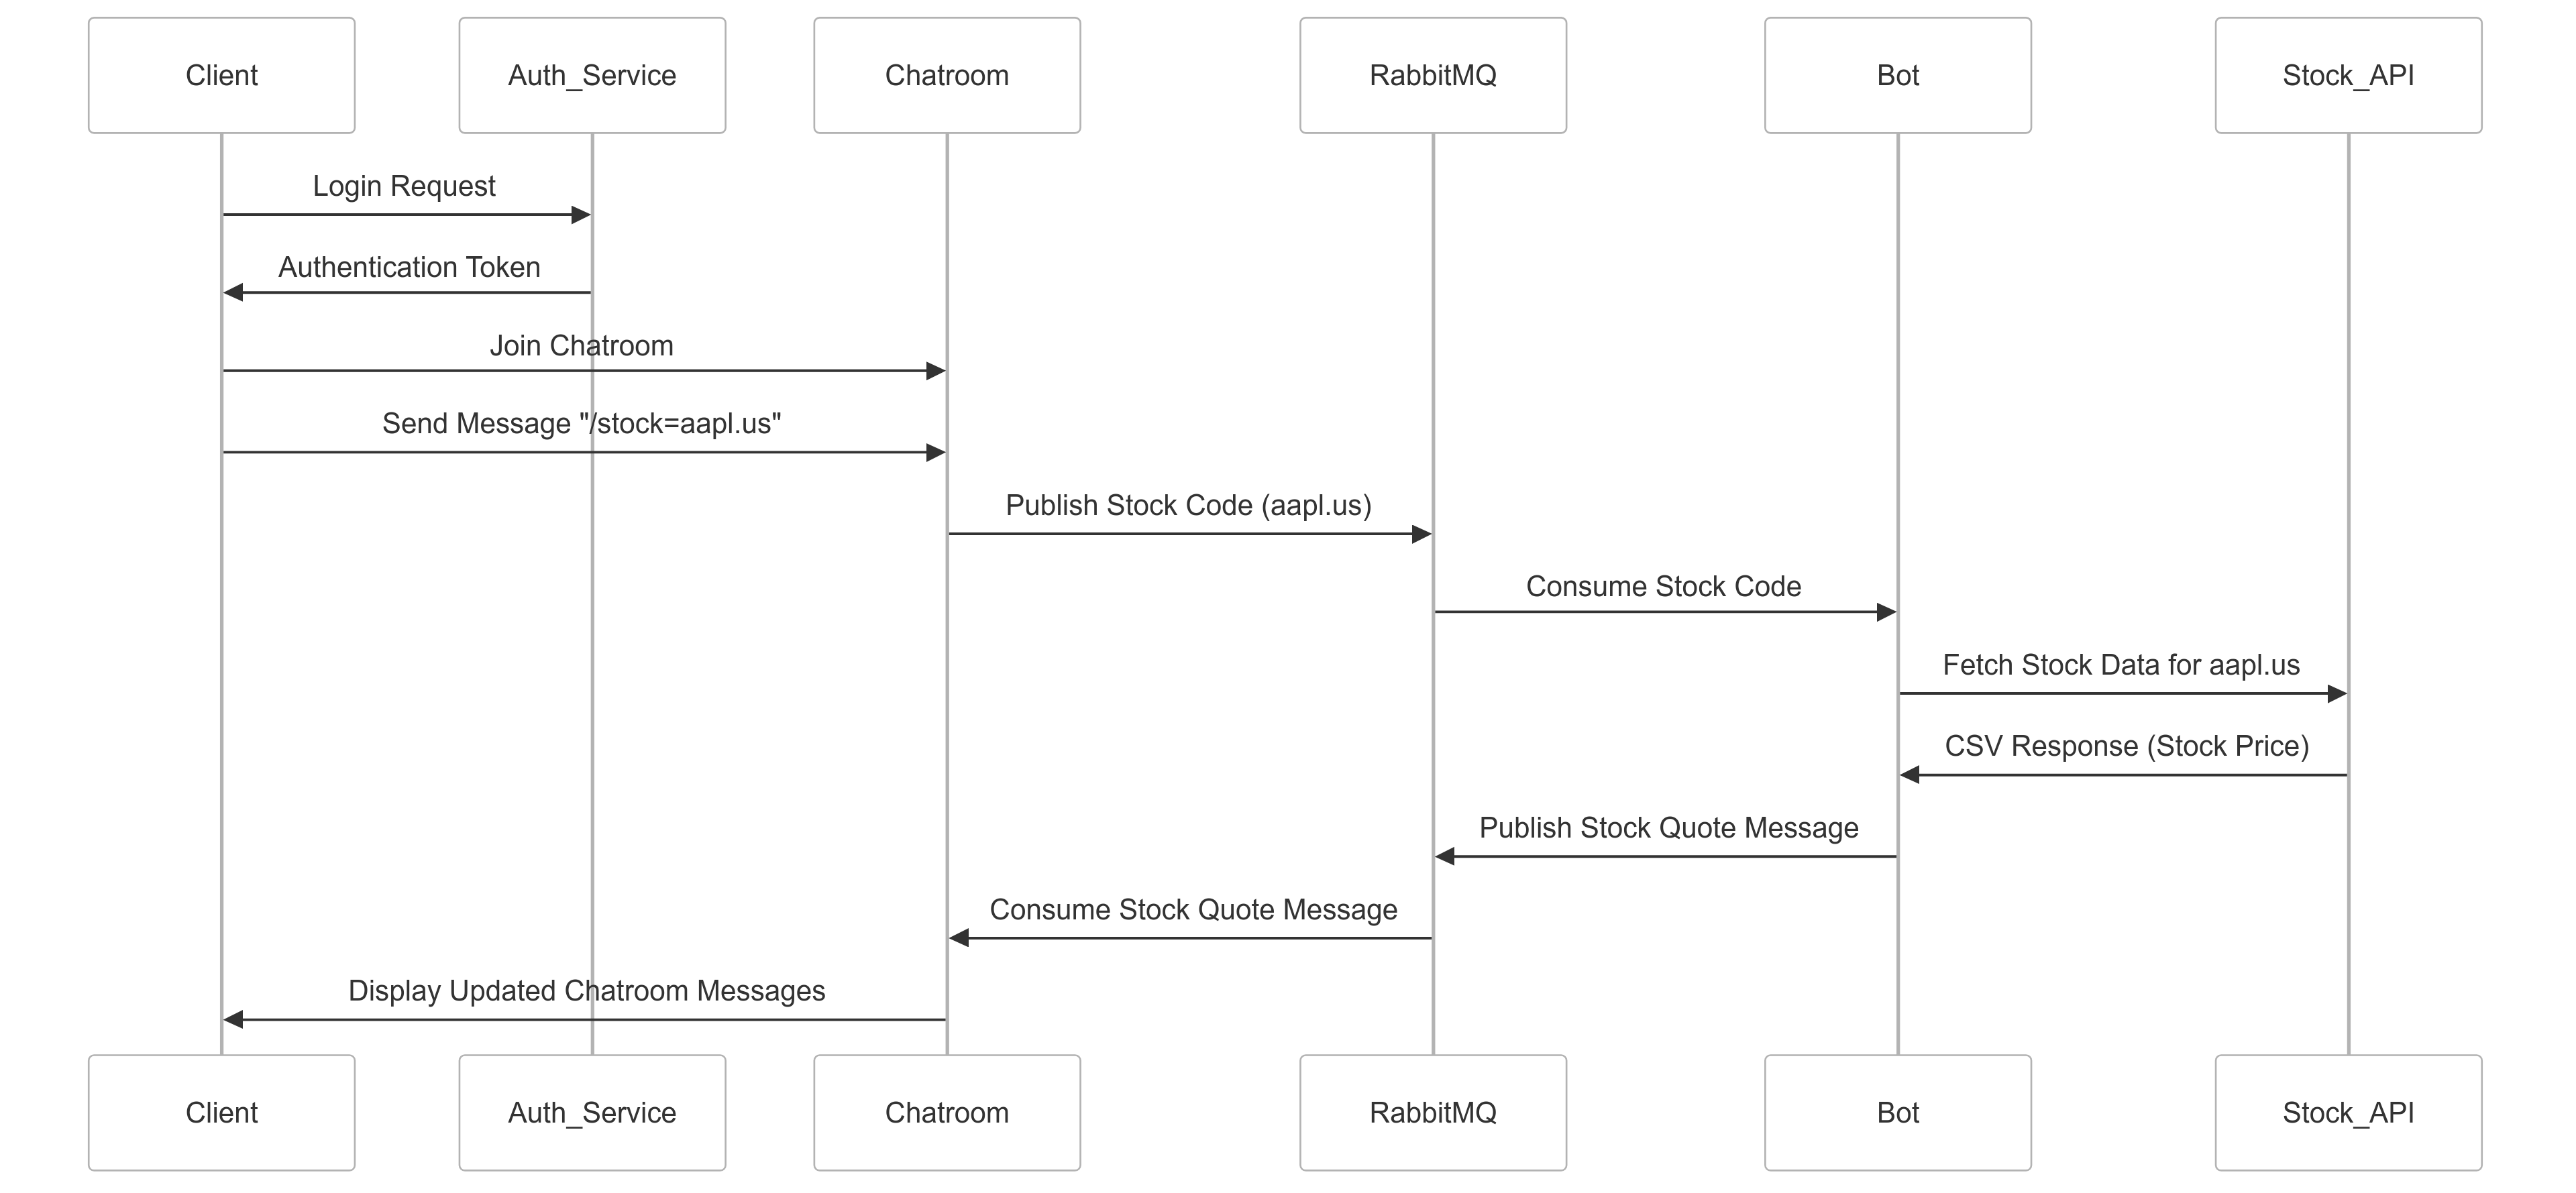 Client
Auth_Service
Chatroom
RabbitMQ
Bot
Stock_API
Login Request
Authentication Token
Join Chatroom
Send Message "/stock=aapl.us"
Publish Stock Code (aapl.us)
Consume Stock Code
Fetch Stock Data for aapl.us
CSV Response (Stock Price)
Publish Stock Quote Message
Consume Stock Quote Message
Display Updated Chatroom Messages
Client
Auth_Service
Chatroom
RabbitMQ
Bot
Stock_API